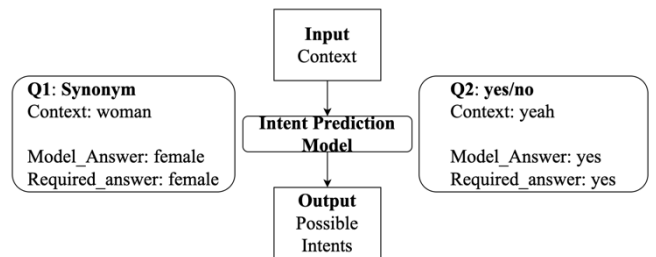 Input
Context
Q1: Synonym
Context: woman
Model_Answer: female
Required_answer: female
Intent Prediction
Model
Q2: yes/no
Context: yeah
Model_Answer: yes
Required_answer: yes
Output
Possible
Intents